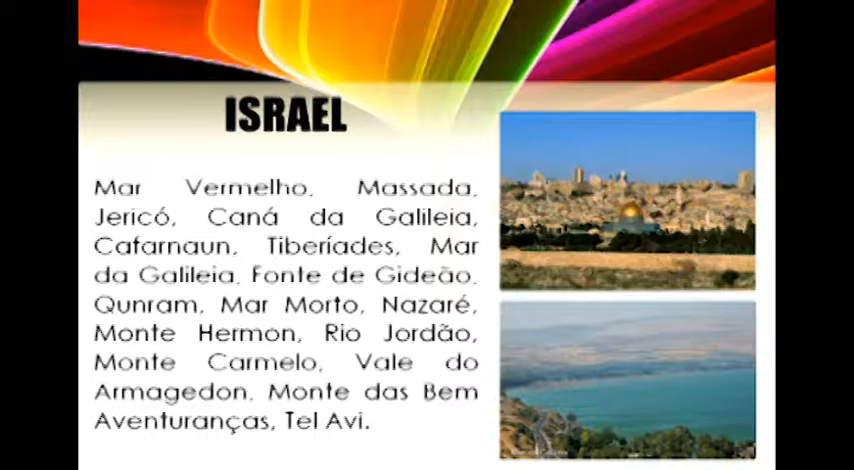 ISRAEL
Mar Vermelho, Massada,
Jericó, Caná da Galileia,
Cafarnaun, Tiberíades, Mar
da Galileia, Fonte de Gideão,
Qunram, Mar Morto, Nazaré,
Monte Hermon, Rio Jordão,
Monte Carmelo, Vale do
Armagedon, Monte das Bem
Aventuranças, Tel Avi.